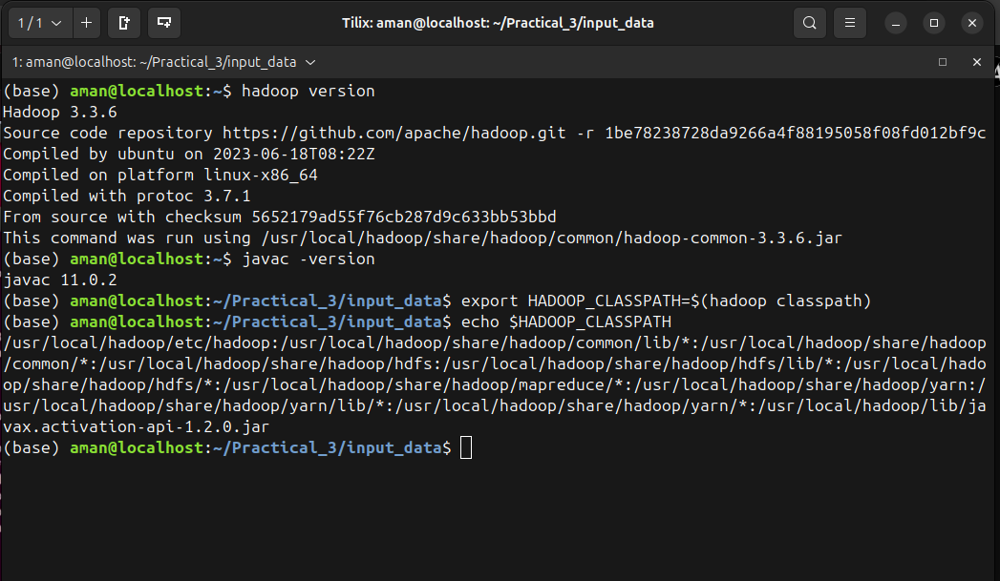 1 / 1
Tilix: aman@localhost: ~/Practical_3/input_data
1: aman@localhost: ~/Practical_3/input_data
(base) aman@localhost:~$ hadoop version
Hadoop 3.3.6
Source code repository https://github.com/apache/hadoop.git -r 1be78238728da9266a4f88195058f08fd012bf9c
Compiled by ubuntu on 2023-06-18T08:22Z
Compiled on platform linux-x86_64
Compiled with protoc 3.7.1
From source with checksum 5652179ad55f76cb287d9c633bb53bbd
This command was run using /usr/local/hadoop/share/hadoop/common/hadoop-common-3.3.6.jar
(base) aman@localhost:~$ javac -version
javac 11.0.2
(base) aman@localhost:~/Practical_3/input_data$ export HADOOP_CLASSPATH=$(hadoop classpath)
(base) aman@localhost:~/Practical_3/input_data$ echo $HADOOP_CLASSPATH
/usr/local/hadoop/etc/hadoop:/usr/local/hadoop/share/hadoop/common/lib/*:/usr/local/hadoop/share/hadoop
/common/*:/usr/local/hadoop/share/hadoop/hdfs:/usr/local/hadoop/share/hadoop/hdfs/lib/*:/usr/local/hado
op/share/hadoop/hdfs/*:/usr/local/hadoop/share/hadoop/mapreduce/*:/usr/local/hadoop/share/hadoop/yarn:/
usr/local/hadoop/share/hadoop/yarn/lib/*:/usr/local/hadoop/share/hadoop/yarn/*:/usr/local/hadoop/lib/ja
vax.activation-api-1.2.0.jar
(base) aman@localhost:~/Practical_3/input_data$